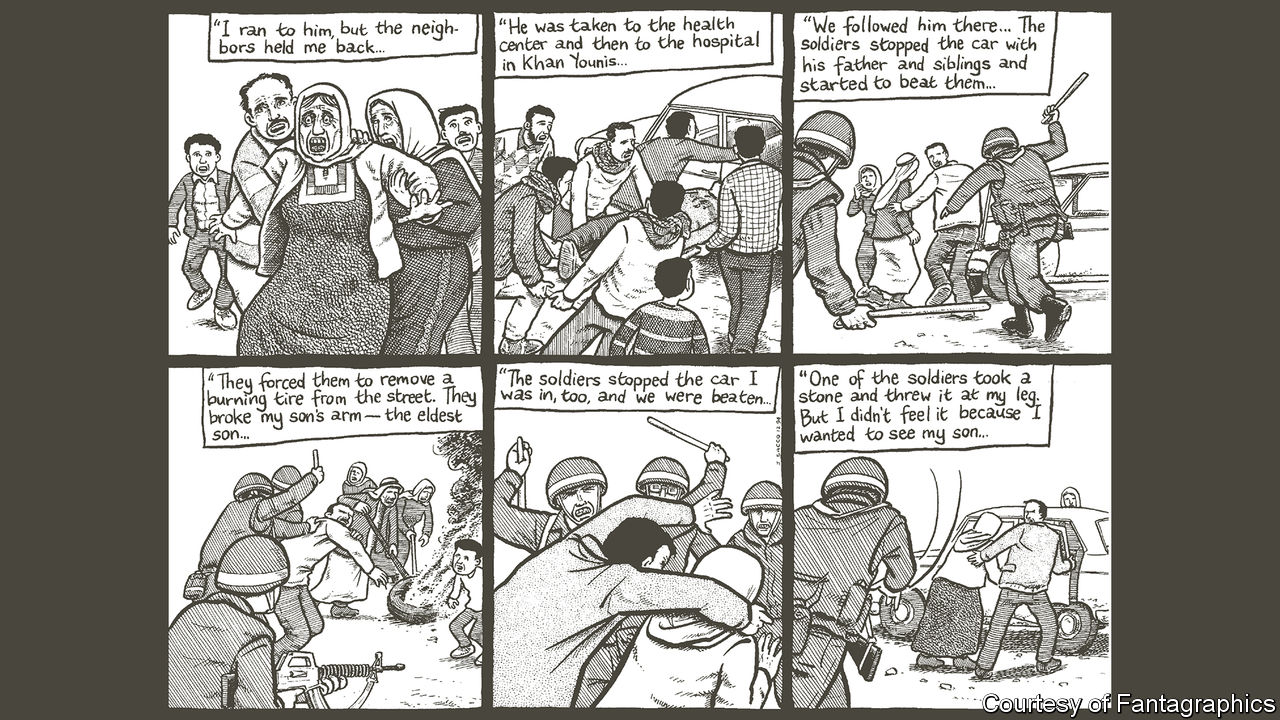 “I ran to him, but the neigh-
bors held me back...
“He was taken to the health
center and then to the hospital
in Khan Younis...
“We followed him there... The
soldiers stopped the car with
his father and siblings and
started to beat them...
“They forced them to remove a
burning tire from the street. They
broke my son's arm — the eldest
son...
“The soldiers stopped the car I
was in, too, and we were beaten...
J. SACCO 12.94
“One of the soldiers took a
stone and threw it at my leg.
But I didn't feel it because I
wanted to see my son...
Courtesy of Fantagraphics